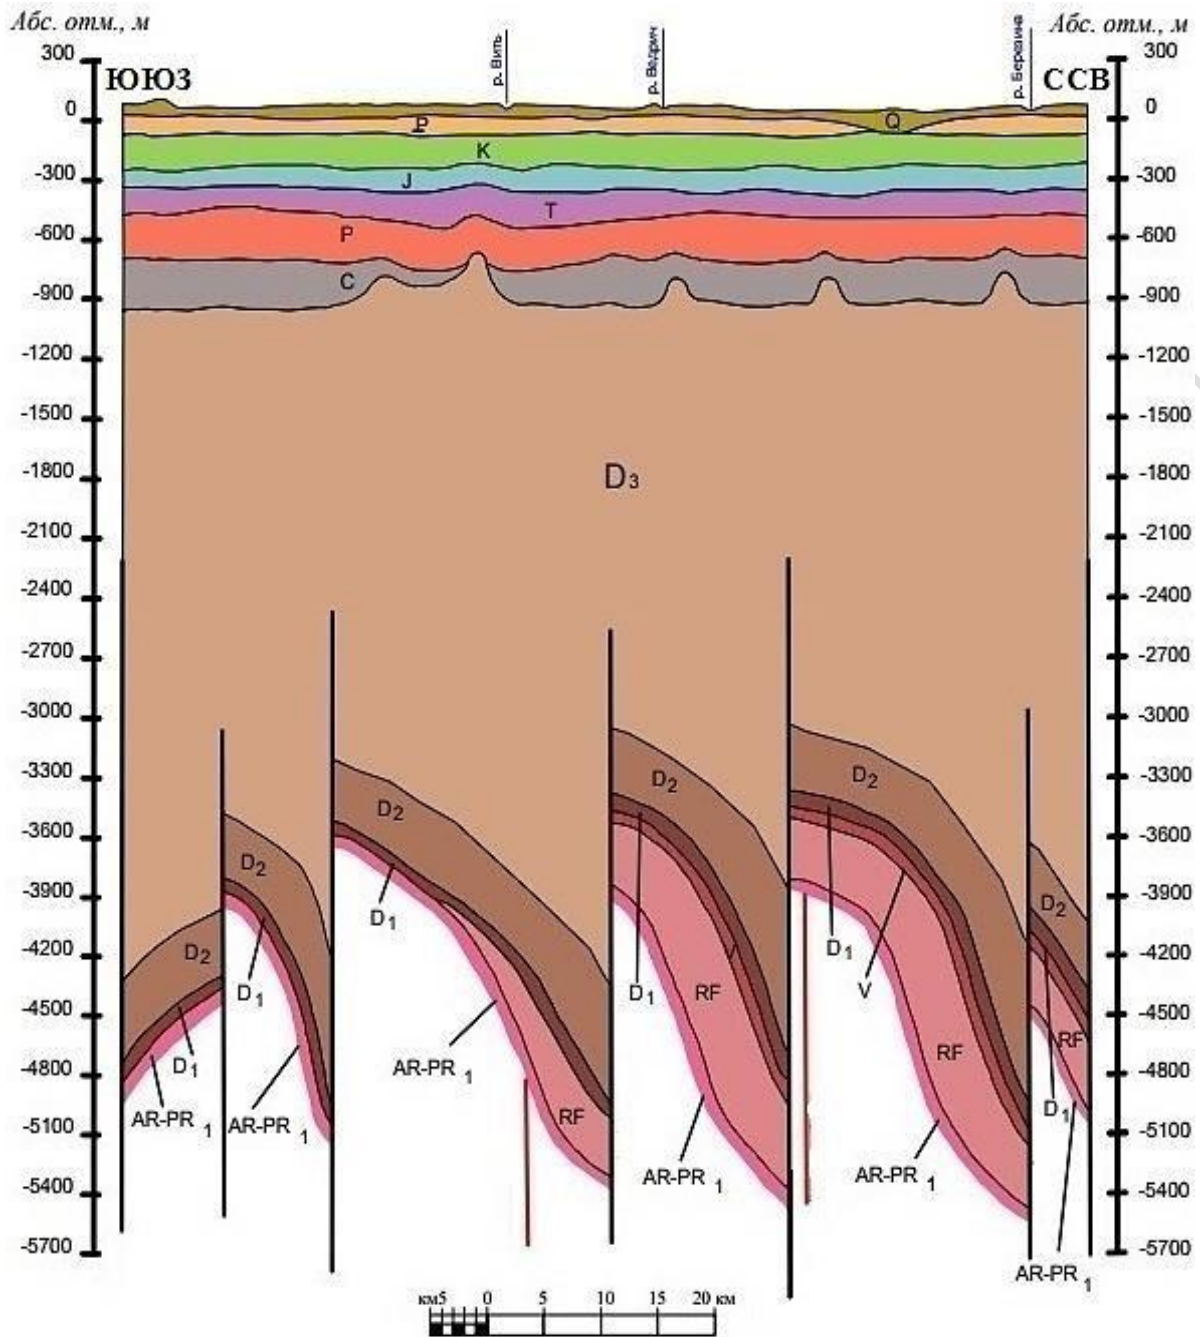 Абс. отм., м
Абс. отм., м
р. Вить
р. Ведрич
р. Березина
ЮЮЗ
ССВ
300
0
-300
-600
-900
-1200
-1500
-1800
-2100
-2400
-2700
-3000
-3300
-3600
-3900
-4200
-4500
-4800
-5100
-5400
-5700
300
0
-300
-600
-900
-1200
-1500
-1800
-2100
-2400
-2700
-3000
-3300
-3600
-3900
-4200
-4500
-4800
-5100
-5400
-5700
Q
P
K
J
T
P
C
D3
D2
D2
D2
D2
D2
D2
D1
D1
D1
D1
D1
D1
V
RF
RF
RF
RF
AR-PR 1
AR-PR 1
AR-PR 1
AR-PR 1
AR-PR 1
AR-PR 1
км5 0 5 10 15 20 км